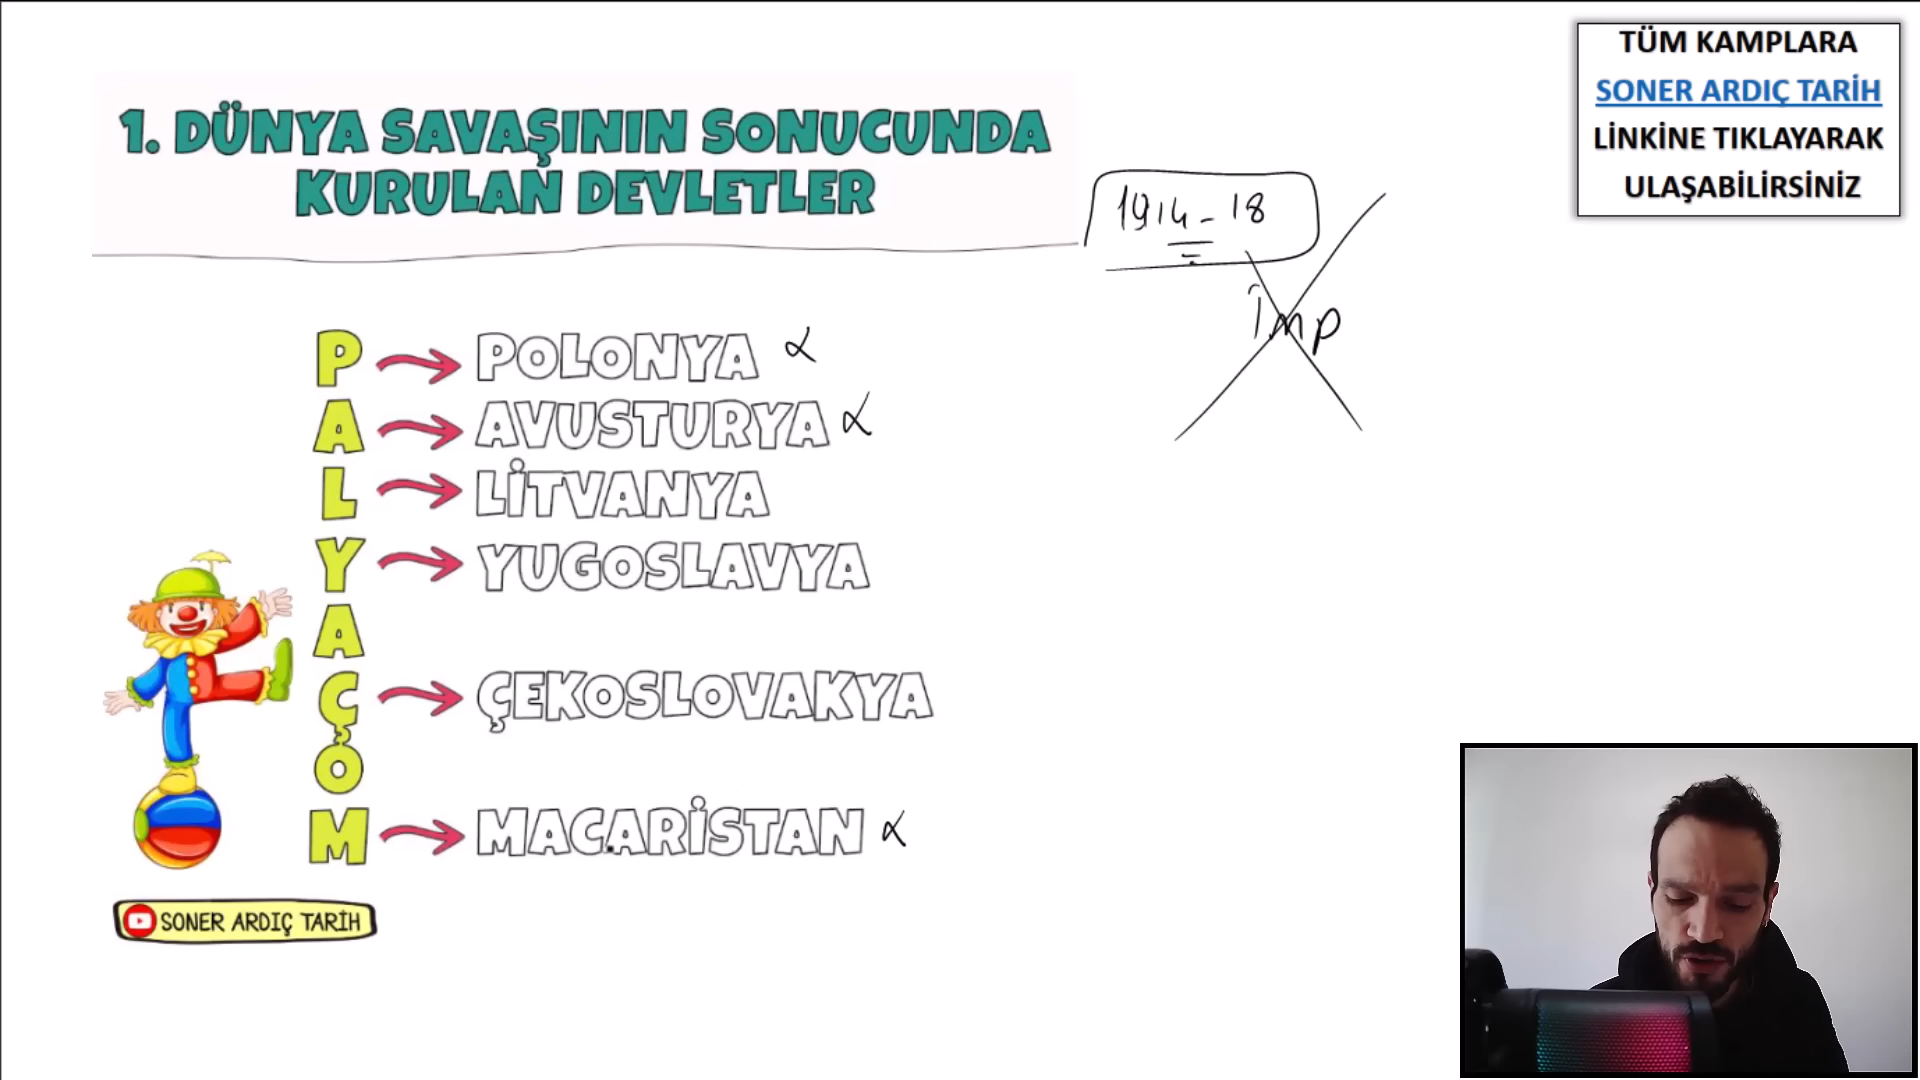 1. DÜNYA SAVAŞININ SONUCUNDA
KURULAN DEVLETLER
TÜM KAMPLARA
SONER ARDIÇ TARİH
LİNKİNE TIKLAYARAK
ULAŞABİLİRSİNİZ
1914-18
İmp
P POLONYA
A AVUSTURYA
L LİTVANYA
Y YUGOSLAVYA
A
Ç ÇEKOSLOVAKYA
O
M MACARİSTAN
SONER ARDIÇ TARİH